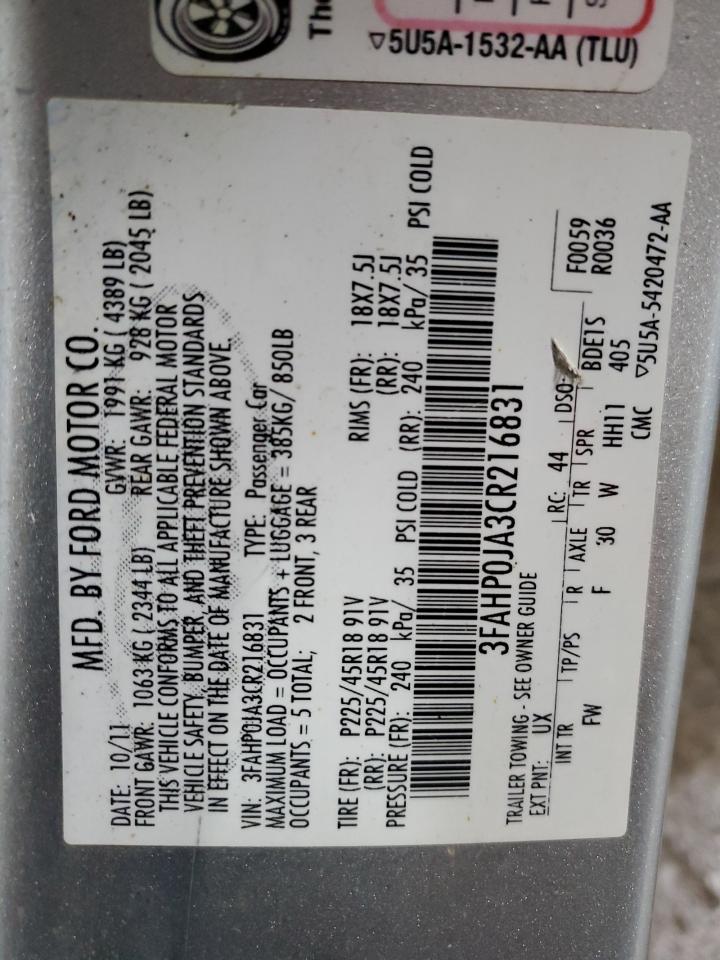 The
5U5A-1532-AA (TLU)
MFD. BY FORD MOTOR CO.
DATE: 10/11 GVWR: 1991 KG ( 4389 LB)
FRONT GAWR: 1063 KG ( 2344 LB) REAR GAWR: 928 KG ( 2045 LB).
THIS VEHICLE CONFORMS TO ALL APPLICABLE FEDERAL MOTOR
VEHICLE SAFETY, BUMPER, AND THEFT PREVENTION STANDARDS
IN EFFECT ON THE DATE OF MANUFACTURE SHOWN ABOVE.
VIN: 3FAHP0JA3CR216831 TYPE: Passenger Car
MAXIMUM LOAD = OCCUPANTS + LUGGAGE = 385KG/ 850LB
OCCUPANTS = 5 TOTAL; 2 FRONT, 3 REAR
TIRE (FR): P225/45R18 91V RIMS (FR): 18X7.5J
(RR): P225/45R18 91V (RR): 18X7.5J
PRESSURE (FR): 240 kPa/ 35 PSI COLD (RR): 240 kPa/ 35 PSI COLD
3FAHP0JA3CR216831
TRAILER TOWING - SEE OWNER GUIDE
EXT PNT: UX RC: 44 DSO: F0059
R0036
INT TR TP/PS R AXLE TR SPR BDE1S
FW F 30 W HH11 405
CMC ▽5U5A-5420472-AA